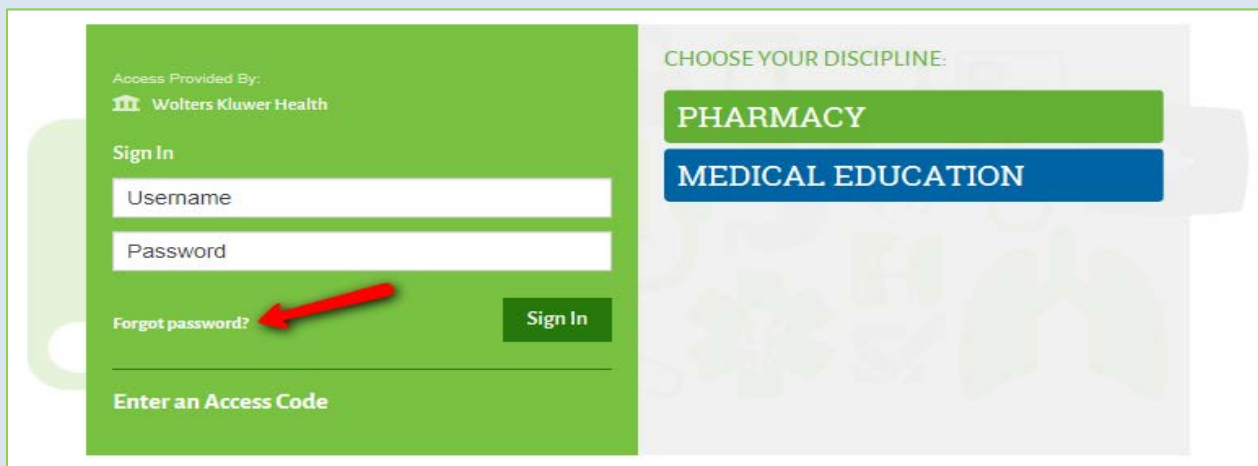 Access Provided By:
Wolters Kluwer Health
Sign In
Username
Password
Forgot password?
Sign In
Enter an Access Code
CHOOSE YOUR DISCIPLINE:
PHARMACY
MEDICAL EDUCATION